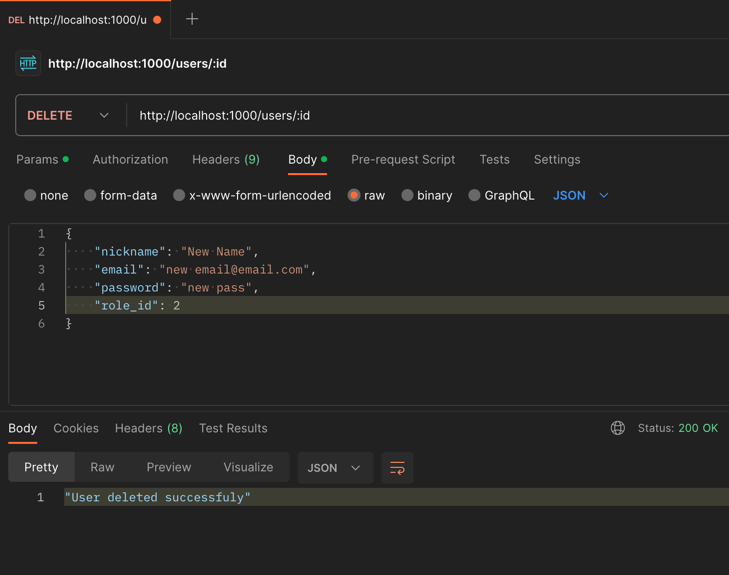 DEL http://localhost:1000/u
HTTP http://localhost:1000/users/:id
DELETE http://localhost:1000/users/:id
Params Authorization Headers (9) Body Pre-request Script Tests Settings
none form-data x-www-form-urlencoded raw binary GraphQL JSON
1 {
2 "nickname": "New Name",
3 "email": "new email@email.com",
4 "password": "new pass",
5 "role_id": 2
6 }
Body Cookies Headers (8) Test Results Status: 200 OK
Pretty Raw Preview Visualize JSON
1 "User deleted successfuly"